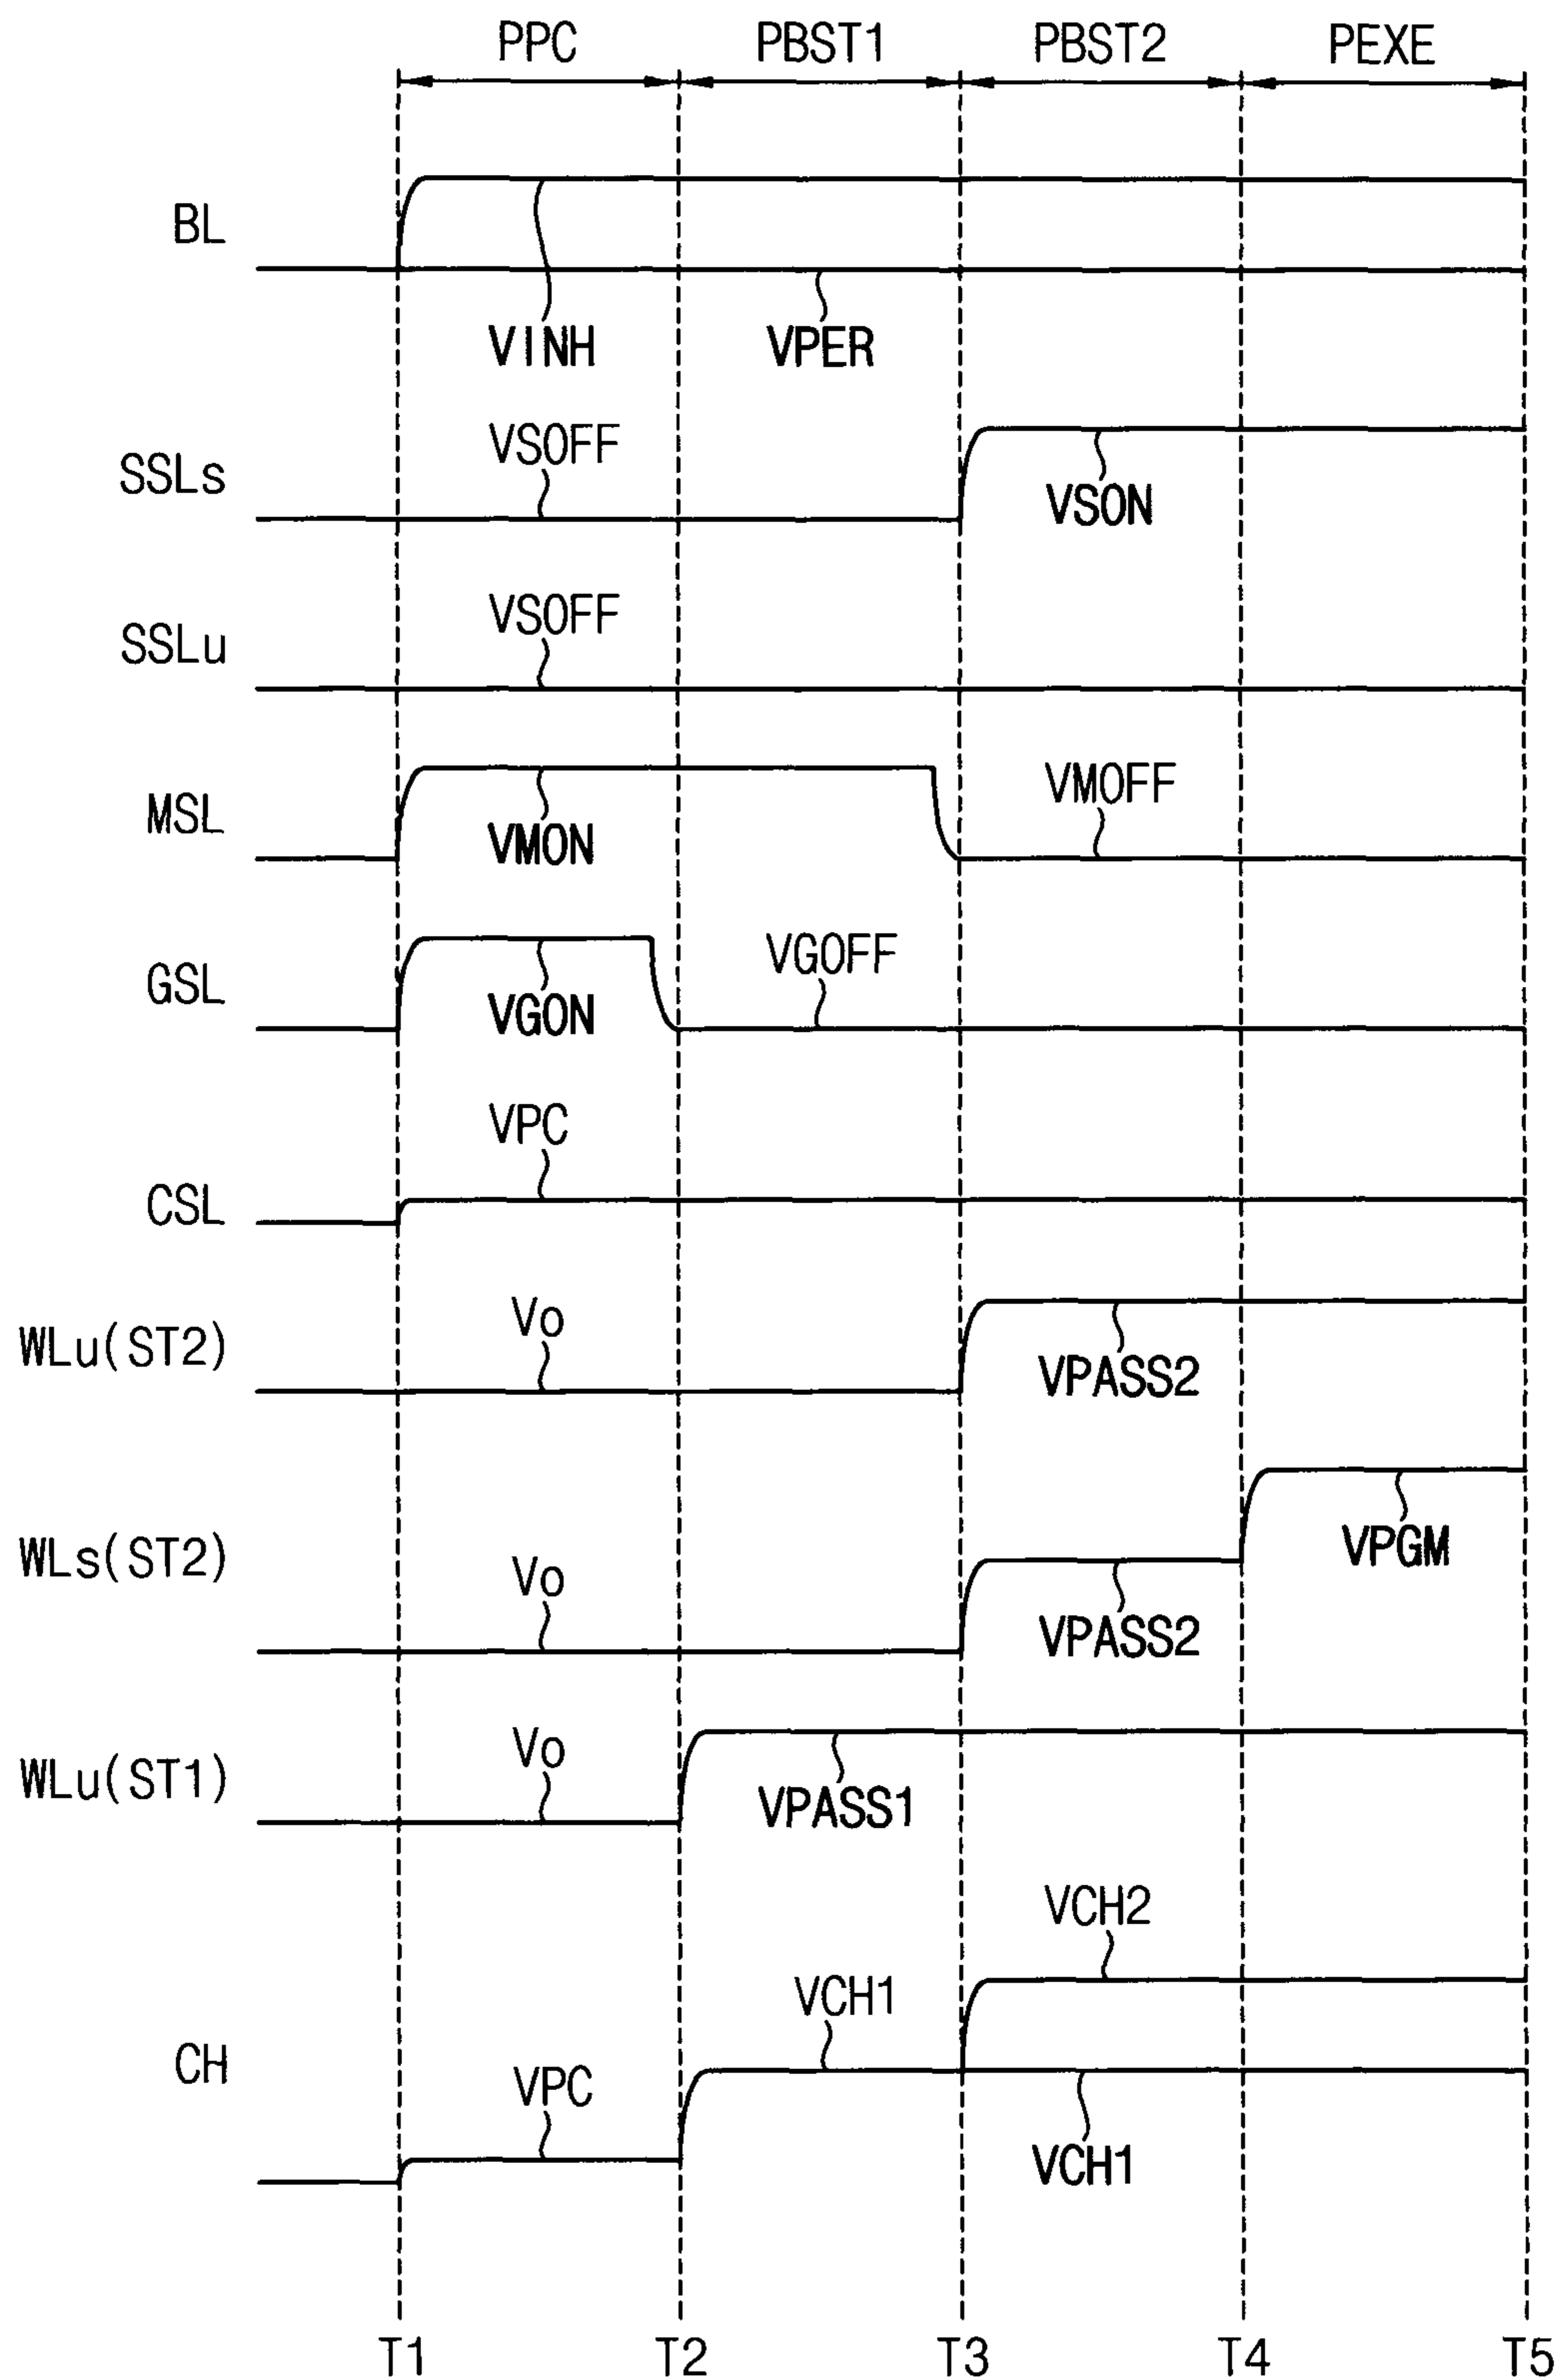 PPC PBST1 PBST2 PEXE
BL
VINH VPER
VSOFF
SSLs
VSON
VSOFF
SSLu
VMOFF
MSL
VMON
VGOFF
GSL
VGON
VPC
CSL
Vo
WLu(ST2)
VPASS2
WLs(ST2)
VPGM
Vo
VPASS2
Vo
WLu(ST1)
VPASS1
VCH2
VCH1
CH
VPC
VCH1
T1 T2 T3 T4 T5